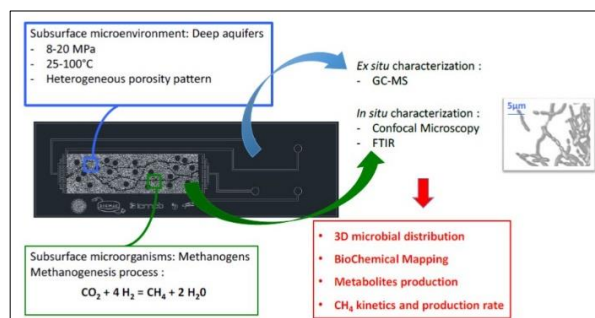 Subsurface microenvironment: Deep aquifers
- 8-20 MPa
- 25-100°C
- Heterogeneous porosity pattern
Ex situ characterization :
- GC-MS
In situ characterization :
- Confocal Microscopy
- FTIR
5µm
Subsurface microorganisms: Methanogens
Methanogenesis process :
CO₂ + 4 H₂ = CH₄ + 2 H₂0
• 3D microbial distribution
• BioChemical Mapping
• Metabolites production
• CH₄ kinetics and production rate